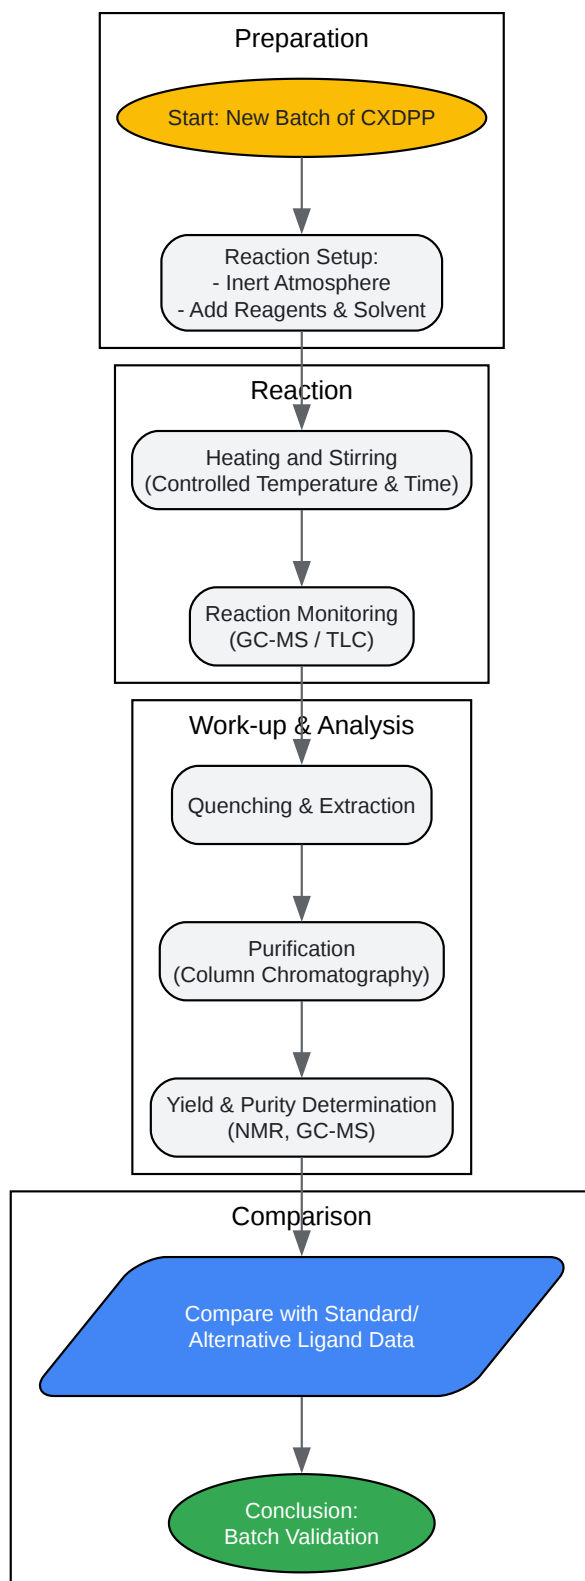 Preparation
Start: New Batch of CXDPP
Reaction Setup:
- Inert Atmosphere
- Add Reagents & Solvent
Reaction
Heating and Stirring
(Controlled Temperature & Time)
Reaction Monitoring
(GC-MS / TLC)
Work-up & Analysis
Quenching & Extraction
Purification
(Column Chromatography)
Yield & Purity Determination
(NMR, GC-MS)
Comparison
Compare with Standard/
Alternative Ligand Data
Conclusion:
Batch Validation